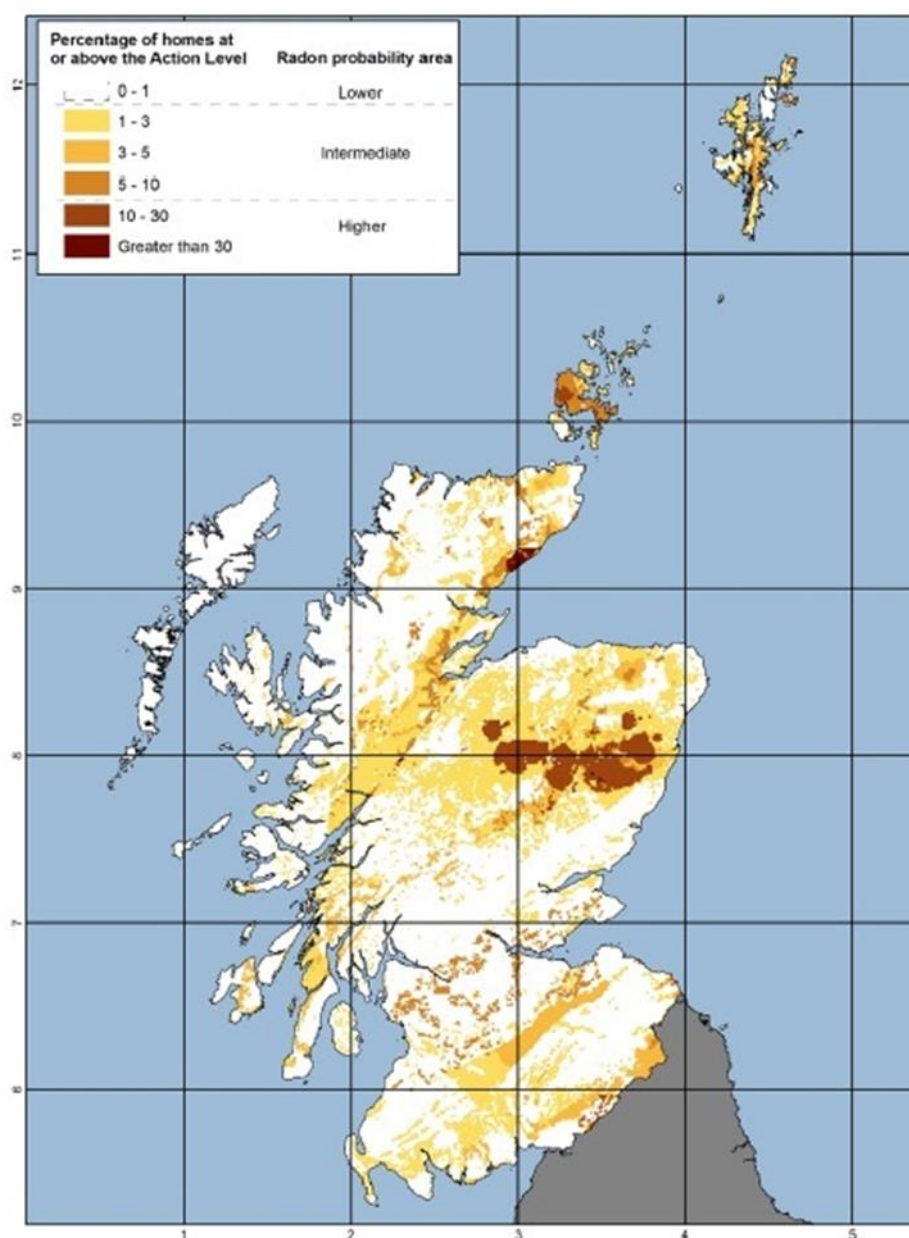 Percentage of homes at
or above the Action Level
Radon probability area
0 - 1
Lower
1 - 3
3 - 5
Intermediate
5 - 10
10 - 30
Higher
Greater than 30
12
11
10
9
8
7
6
1
2
3
4
5